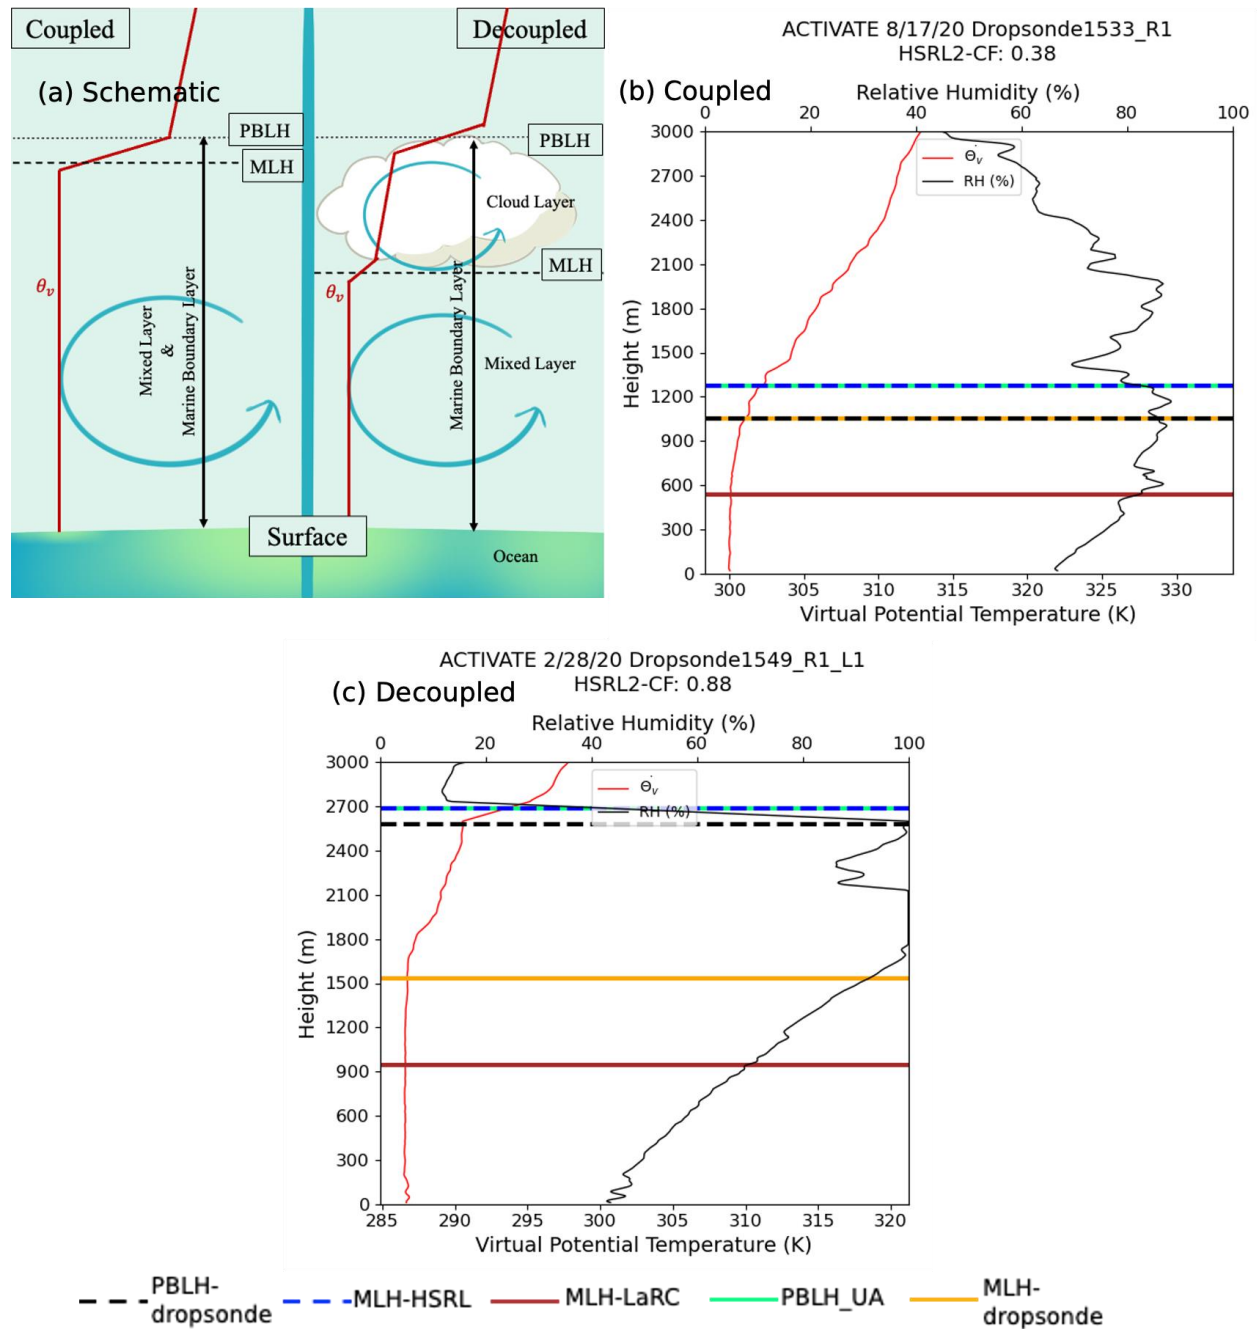 Coupled
Decoupled
(a) Schematic
PBLH
MLH
PBLH
Cloud Layer
MLH
θv
θv
Mixed Layer
&
Marine Boundary Layer
Marine Boundary Layer
Mixed Layer
Surface
Ocean
ACTIVATE 8/17/20 Dropsonde1533_R1
HSRL2-CF: 0.38
(b) Coupled
Relative Humidity (%)
0 20 40 60 80 100
3000
2700
2400
2100
1800
1500
1200
900
600
300
0
Height (m)
Θv
RH (%)
300 305 310 315 320 325 330
Virtual Potential Temperature (K)
ACTIVATE 2/28/20 Dropsonde1549_R1_L1
HSRL2-CF: 0.88
(c) Decoupled
Relative Humidity (%)
0 20 40 60 80 100
3000
2700
2400
2100
1800
1500
1200
900
600
300
0
Height (m)
Θv
RH (%)
285 290 295 300 305 310 315 320
Virtual Potential Temperature (K)
PBLH-
dropsonde
MLH-HSRL
MLH-LaRC
PBLH_UA
MLH-
dropsonde